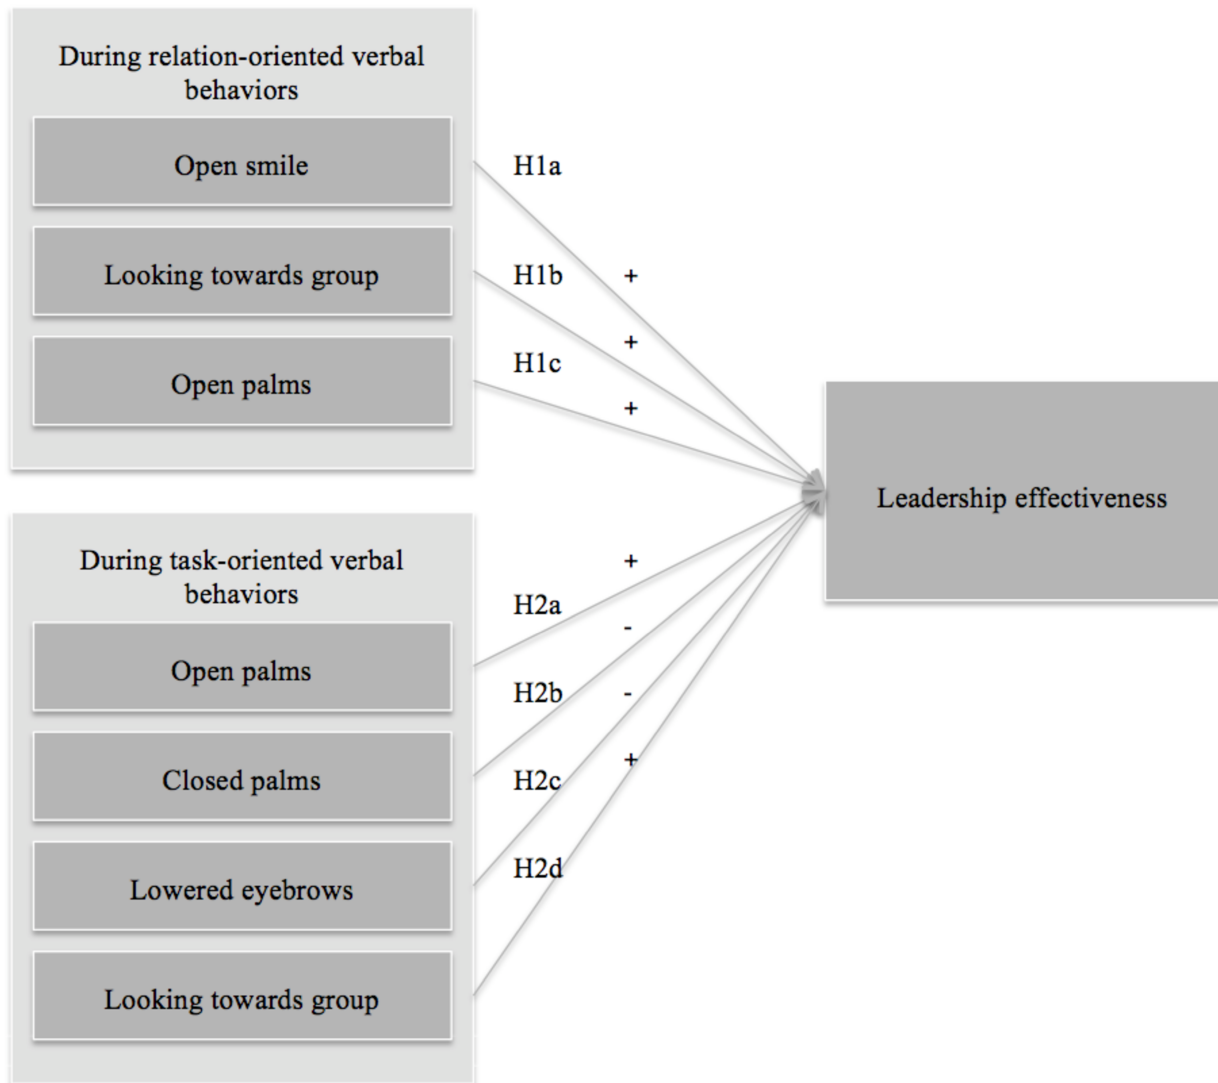 During relation-oriented verbal
behaviors
Open smile
H1a
Looking towards group
H1b
+
+
Open palms
H1c
+
Leadership effectiveness
During task-oriented verbal
behaviors
+
Open palms
H2a
-
Closed palms
H2b
-
Lowered eyebrows
H2c
+
Looking towards group
H2d